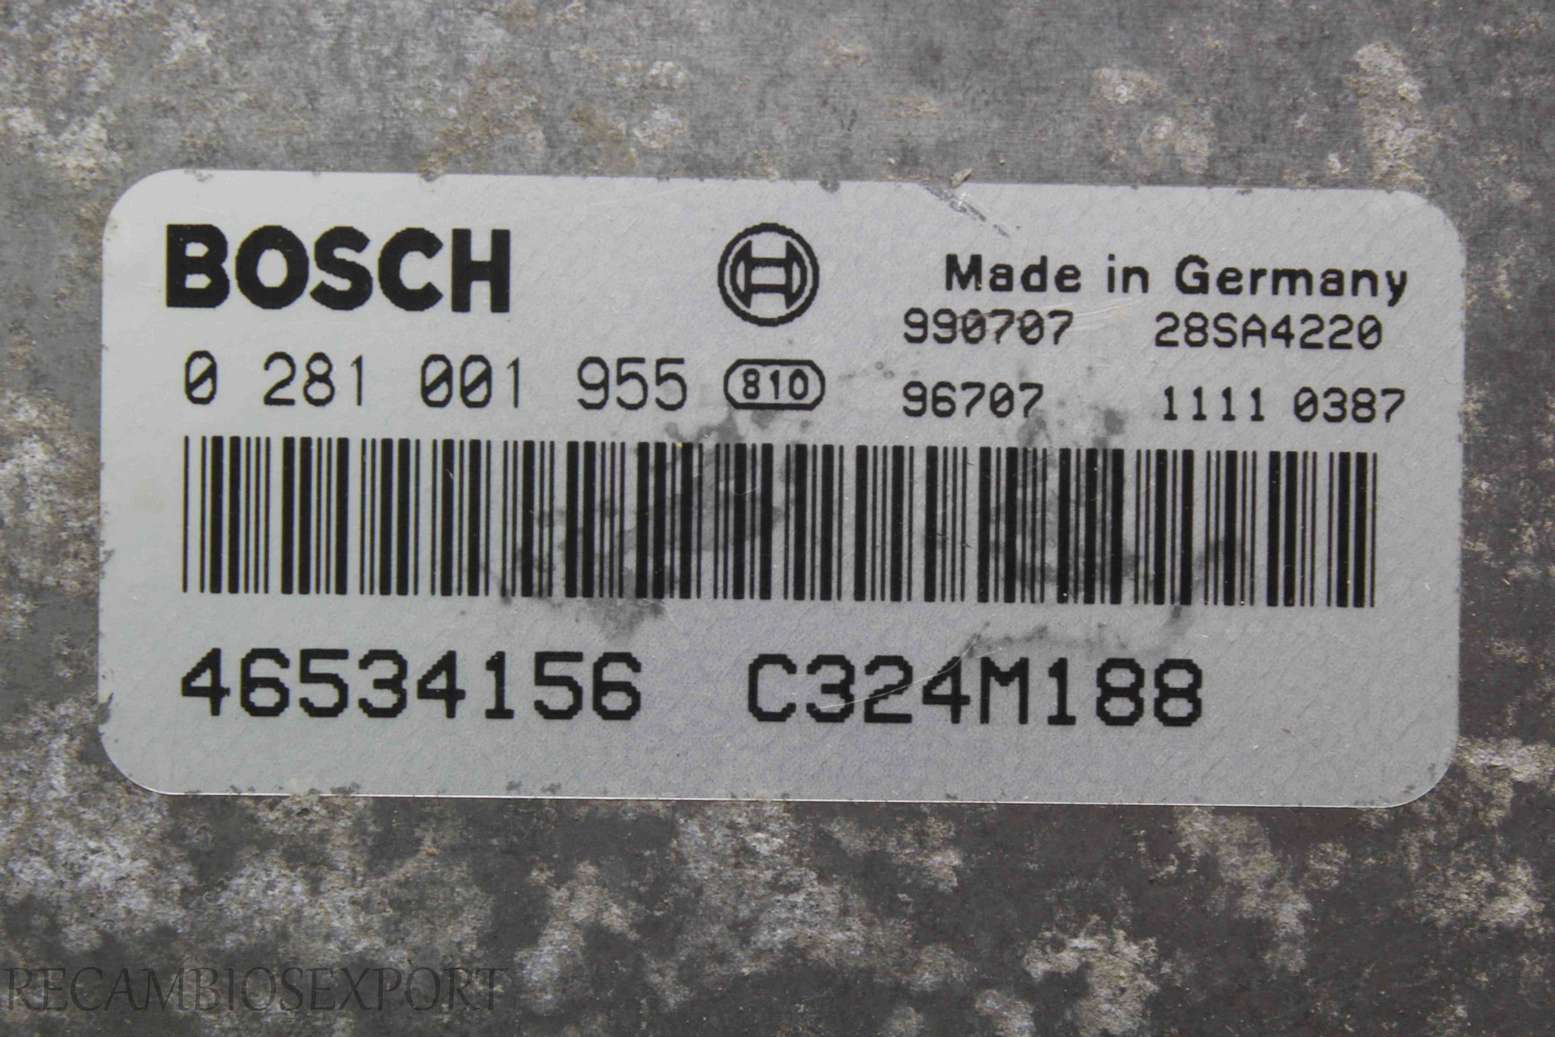 BOSCH
Made in Germany
990707 28SA4220
0 281 001 955 810 96707 1111 0387
46534156 C324M188
RECAMBIOSEXPORT